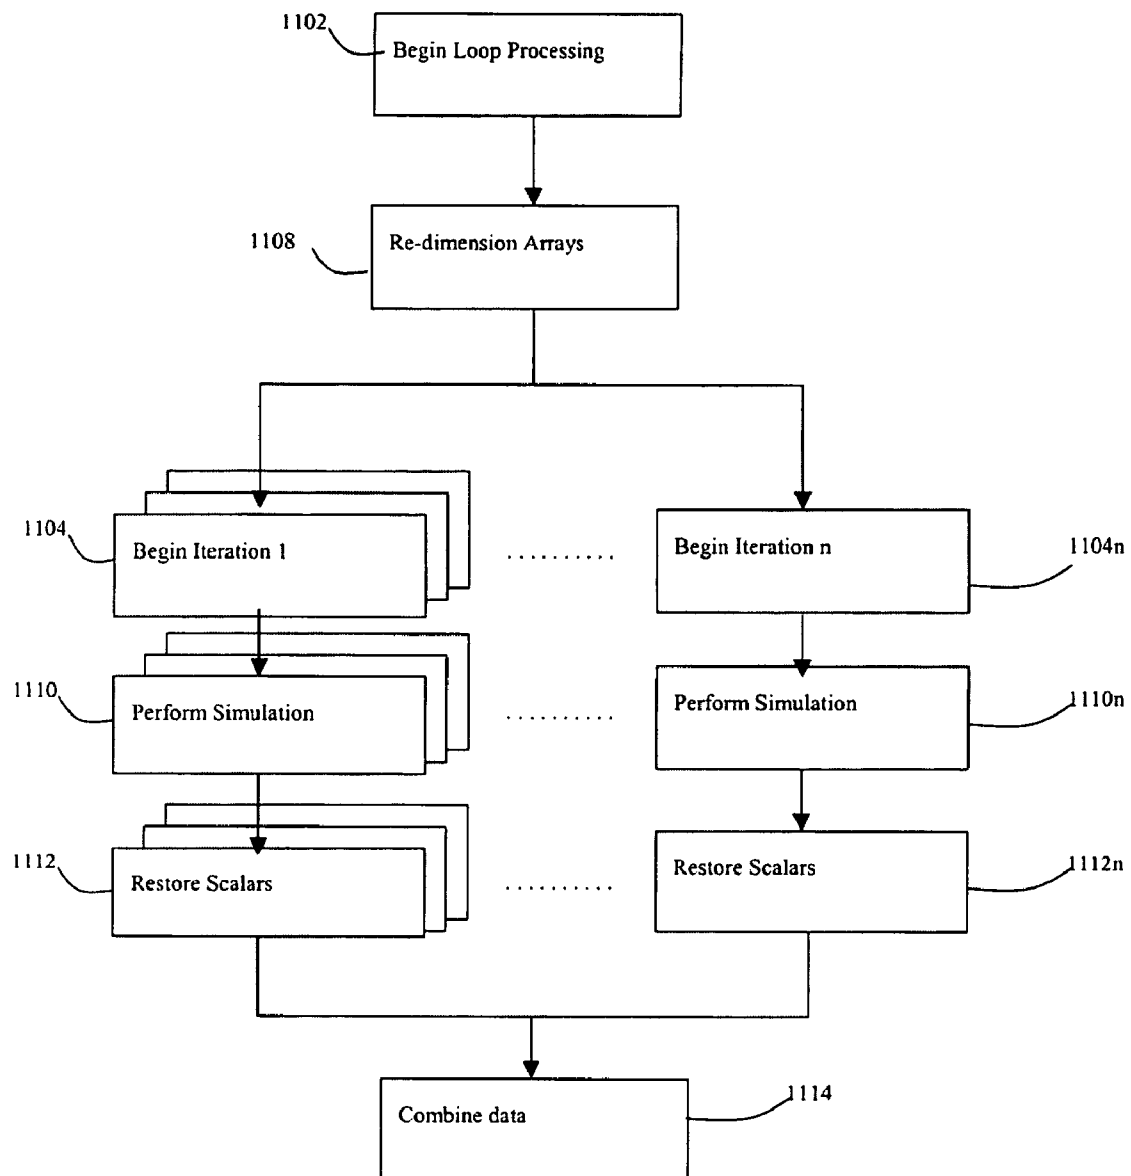 1102
Begin Loop Processing
1108
Re-dimension Arrays
1104
Begin Iteration 1
..........
Begin Iteration n
1104n
1110
Perform Simulation
..........
Perform Simulation
1110n
1112
Restore Scalars
..........
Restore Scalars
1112n
Combine data
1114